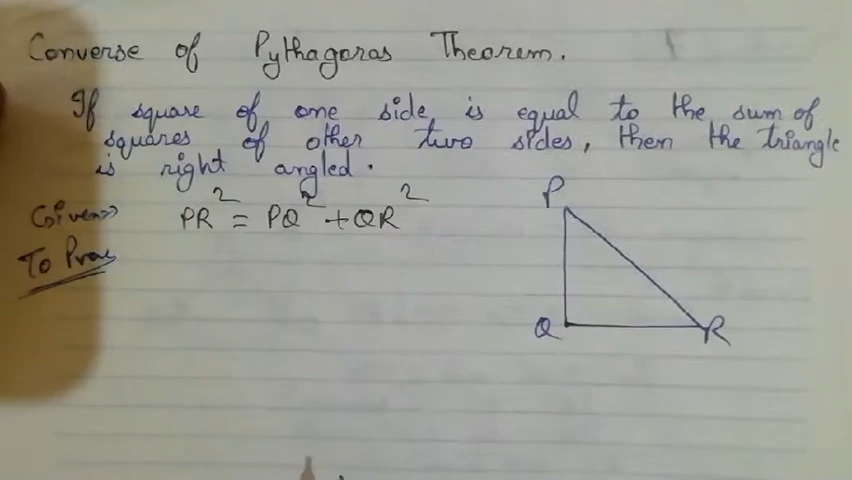 Converse of Pythagoras Theorem.
If square of one side is equal to the sum of
squares of other two sides, then the triangle
is right angled.
Given⇒ PR² = PQ² + QR²
To Prove
P
Q
R